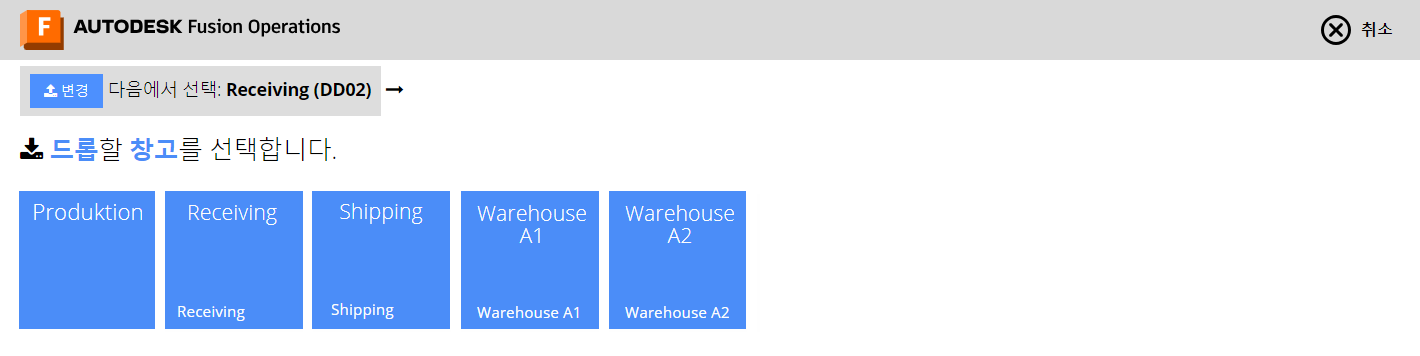 F AUTODESK Fusion Operations
취소
변경 다음에서 선택: Receiving (DD02)
드롭할 창고를 선택합니다.
Produktion
Receiving
Receiving
Shipping
Shipping
Warehouse
A1
Warehouse A1
Warehouse
A2
Warehouse A2